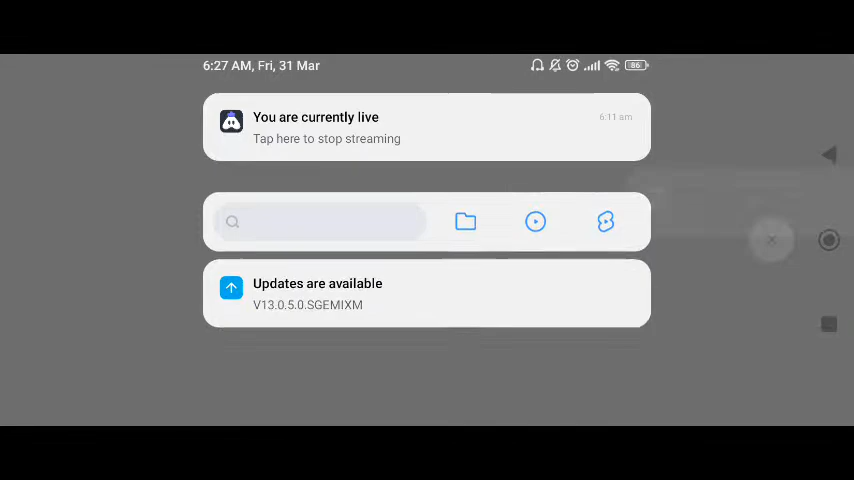 6:27 AM, Fri, 31 Mar
86
You are currently live
6:11 am
Tap here to stop streaming
Updates are available
V13.0.5.0.SGEMIXM